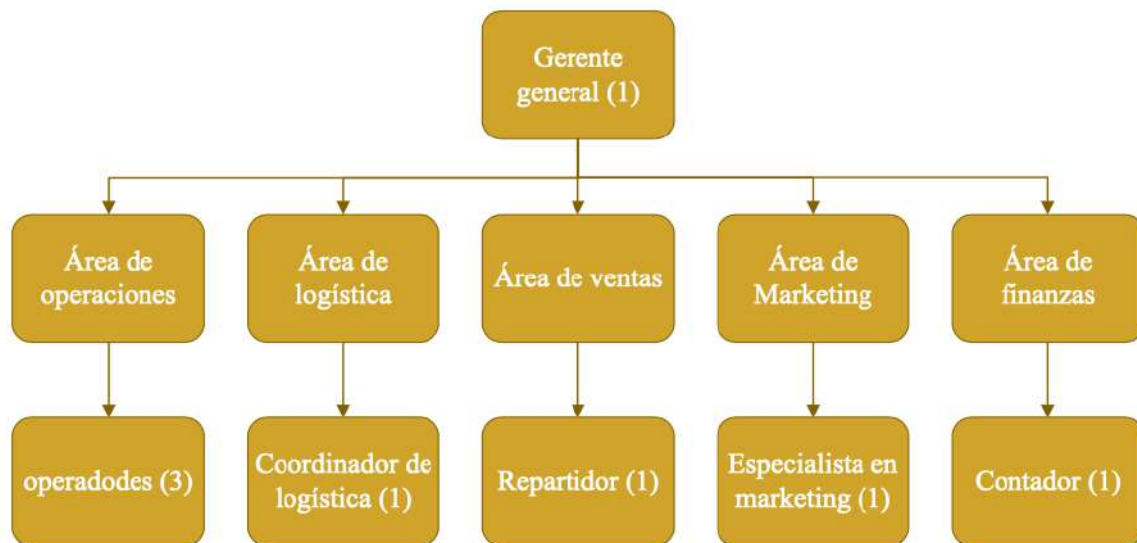 Gerente
general (1)
Área de
operaciones
Área de
logística
Área de ventas
Área de
Marketing
Área de
finanzas
operadodes (3)
Coordinador de
logística (1)
Repartidor (1)
Especialista en
marketing (1)
Contador (1)